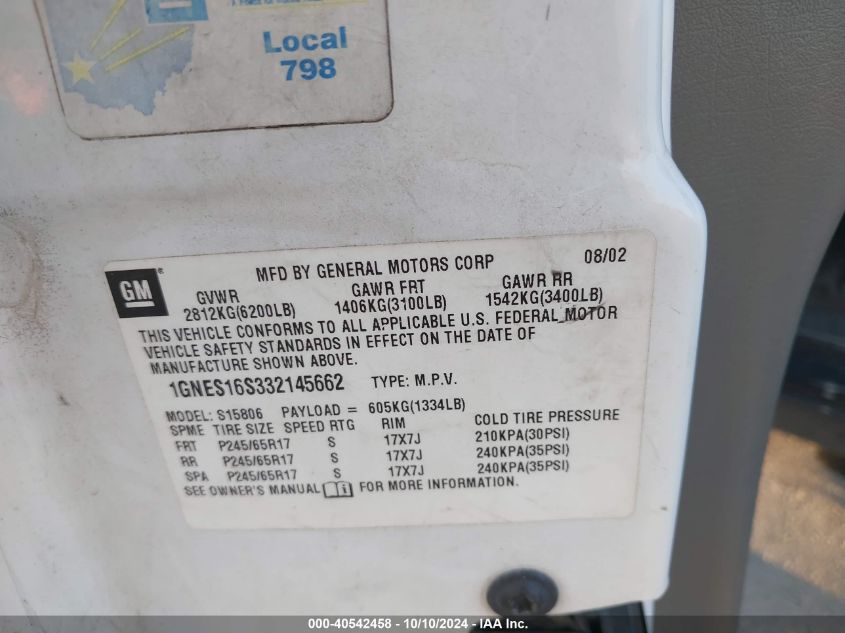 Local
798
GM
MFD BY GENERAL MOTORS CORP 08/02
GVWR GAWR FRT GAWR RR
2812KG(6200LB) 1406KG(3100LB) 1542KG(3400LB)
THIS VEHICLE CONFORMS TO ALL APPLICABLE U.S. FEDERAL MOTOR
VEHICLE SAFETY STANDARDS IN EFFECT ON THE DATE OF
MANUFACTURE SHOWN ABOVE.
1GNES16S332145662 TYPE: M.P.V.
MODEL: S15806 PAYLOAD = 605KG(1334LB)
SPME TIRE SIZE SPEED RTG RIM COLD TIRE PRESSURE
FRT P245/65R17 S 17X7J 210KPA(30PSI)
RR P245/65R17 S 17X7J 240KPA(35PSI)
SPA P245/65R17 S 17X7J 240KPA(35PSI)
SEE OWNER'S MANUAL FOR MORE INFORMATION.
000-40542458 - 10/10/2024 - IAA Inc.